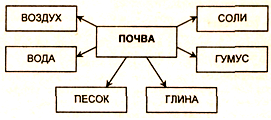 ВОЗДУХ
СОЛИ
ПОЧВА
ВОДА
ГУМУС
ПЕСОК
ГЛИНА